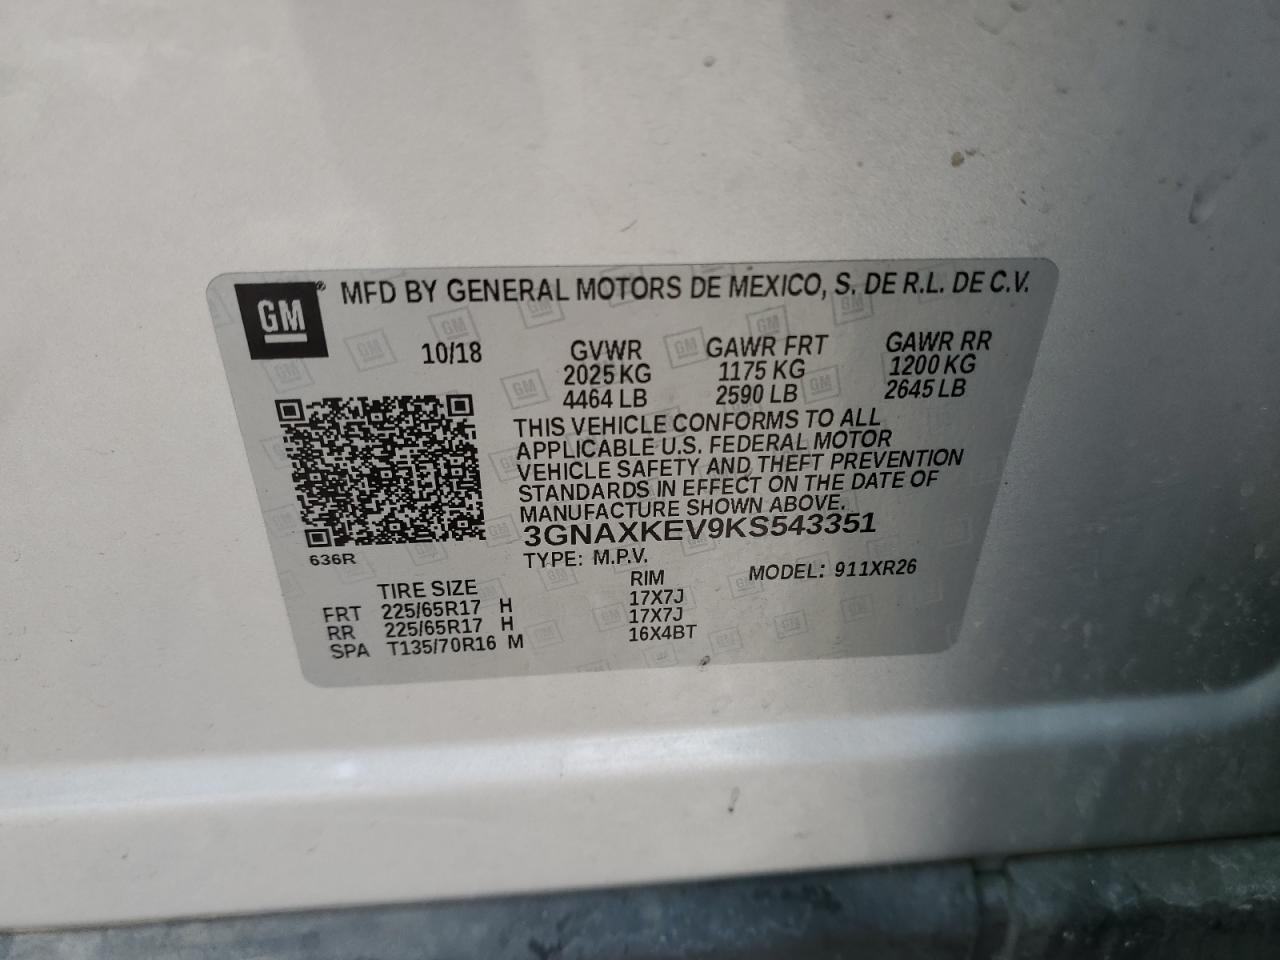 GM® MFD BY GENERAL MOTORS DE MEXICO, S. DE R.L. DE C.V.
10/18 GVWR GAWR FRT GAWR RR
2025 KG 1175 KG 1200 KG
4464 LB 2590 LB 2645 LB
THIS VEHICLE CONFORMS TO ALL
APPLICABLE U.S. FEDERAL MOTOR
VEHICLE SAFETY AND THEFT PREVENTION
STANDARDS IN EFFECT ON THE DATE OF
MANUFACTURE SHOWN ABOVE.
3GNAXKEV9KS543351
636R TYPE: M.P.V. MODEL: 911XR26
TIRE SIZE RIM
FRT 225/65R17 H 17X7J
RR 225/65R17 H 17X7J
SPA T135/70R16 M 16X4BT